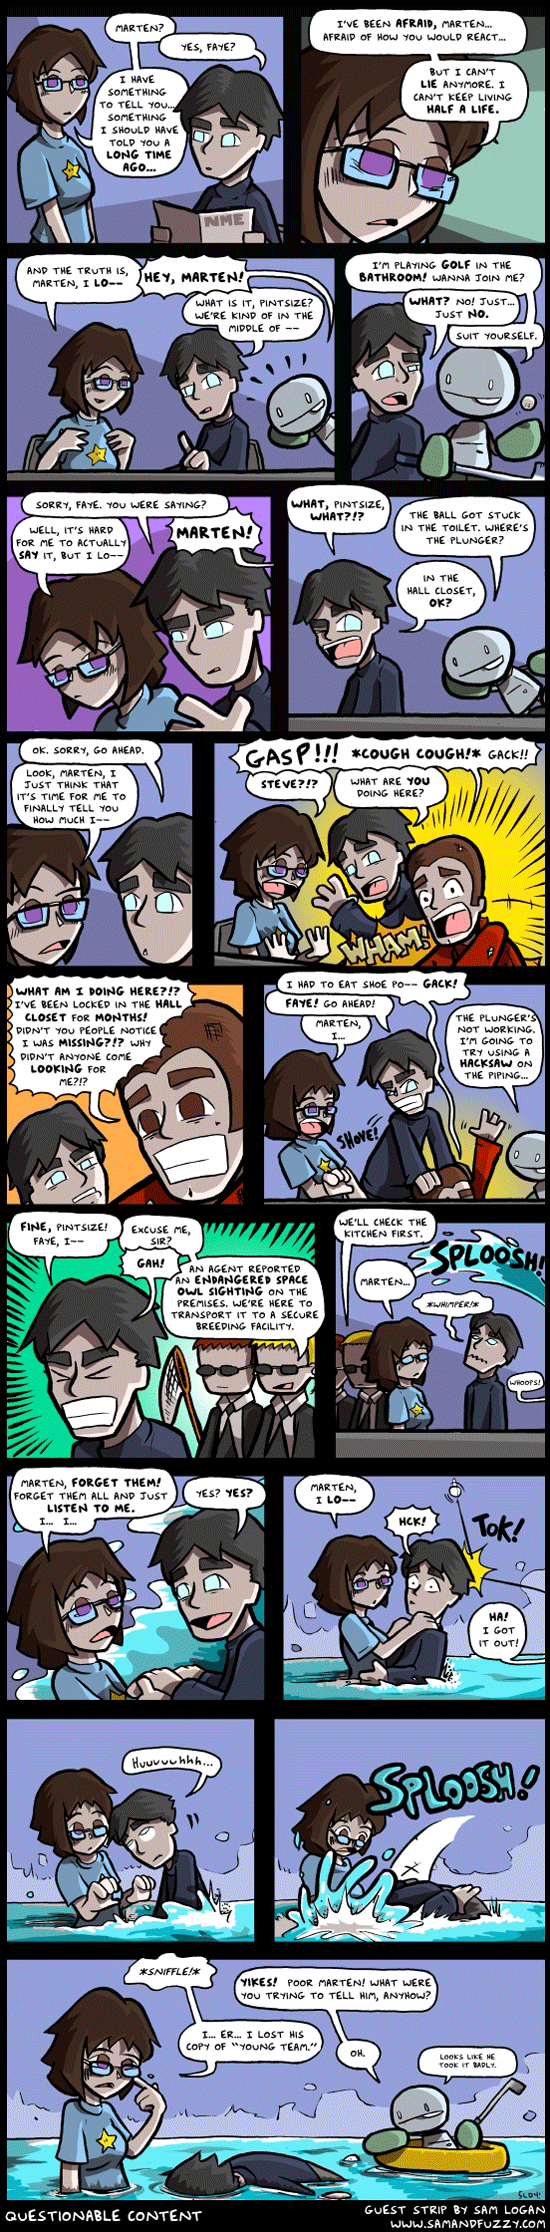 MARTEN?
YES, FAYE?
I HAVE
SOMETHING
TO TELL YOU...
SOMETHING
I SHOULD HAVE
TOLD YOU A
LONG TIME
AGO...
NME
I'VE BEEN AFRAID, MARTEN...
AFRAID OF HOW YOU WOULD REACT...
BUT I CAN'T
LIE ANYMORE. I
CAN'T KEEP LIVING
HALF A LIFE.
AND THE TRUTH IS,
MARTEN, I LO--
HEY, MARTEN!
WHAT IS IT, PINTSIZE?
WE'RE KIND OF IN THE
MIDDLE OF --
I'M PLAYING GOLF IN THE
BATHROOM! WANNA JOIN ME?
WHAT? NO! JUST...
JUST NO.
SUIT YOURSELF.
SORRY, FAYE. YOU WERE SAYING?
WELL, IT'S HARD
FOR ME TO ACTUALLY
SAY IT, BUT I LO--
MARTEN!
WHAT, PINTSIZE,
WHAT?!?
THE BALL GOT STUCK
IN THE TOILET. WHERE'S
THE PLUNGER?
IN THE
HALL CLOSET,
OK?
OK. SORRY, GO AHEAD.
LOOK, MARTEN, I
JUST THINK THAT
IT'S TIME FOR ME TO
FINALLY TELL YOU
HOW MUCH I--
GASP!!! *COUGH COUGH!* GACK!!
STEVE?!?
WHAT ARE YOU
DOING HERE?
WHAM!
WHAT AM I DOING HERE?!?
I'VE BEEN LOCKED IN THE HALL
CLOSET FOR MONTHS!
DIDN'T YOU PEOPLE NOTICE
I WAS MISSING?!? WHY
DIDN'T ANYONE COME
LOOKING FOR
ME?!?
I HAD TO EAT SHOE PO-- GACK!
FAYE! GO AHEAD!
MARTEN,
I...
SHOVE!
THE PLUNGER'S
NOT WORKING.
I'M GOING TO
TRY USING A
HACKSAW ON
THE PIPING...
FINE, PINTSIZE!
FAYE, I--
EXCUSE ME,
SIR?
GAH!
AN AGENT REPORTED
AN ENDANGERED SPACE
OWL SIGHTING ON THE
PREMISES. WE'RE HERE TO
TRANSPORT IT TO A SECURE
BREEDING FACILITY.
WE'LL CHECK THE
KITCHEN FIRST.
SPLOOSH!
MARTEN...
*WHIMPER!*
WHOOPS!
MARTEN, FORGET THEM!
FORGET THEM ALL AND JUST
LISTEN TO ME.
I... I...
YES? YES?
MARTEN,
I LO--
HCK!
TOK!
HA!
I GOT
IT OUT!
Huuuuuhhh...
SPLOOSH!
*SNIFFLE!*
YIKES! POOR MARTEN! WHAT WERE
YOU TRYING TO TELL HIM, ANYHOW?
I... ER... I LOST HIS
COPY OF "YOUNG TEAM."
OH.
LOOKS LIKE HE
TOOK IT BADLY.
QUESTIONABLE CONTENT
GUEST STRIP BY SAM LOGAN
WWW.SAMANDFUZZY.COM